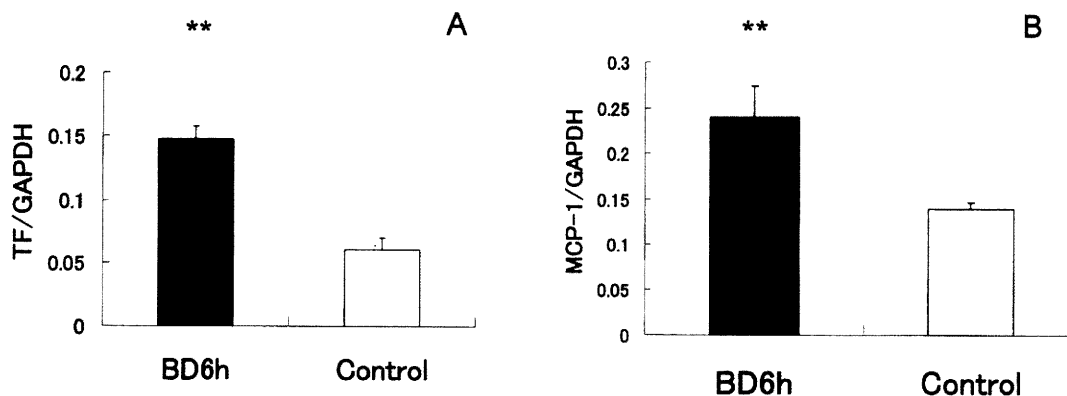 ** A
TF/GAPDH
0.2
0.15
0.1
0.05
0
BD6h Control
** B
MCP-1/GAPDH
0.3
0.25
0.2
0.15
0.1
0.05
0
BD6h Control